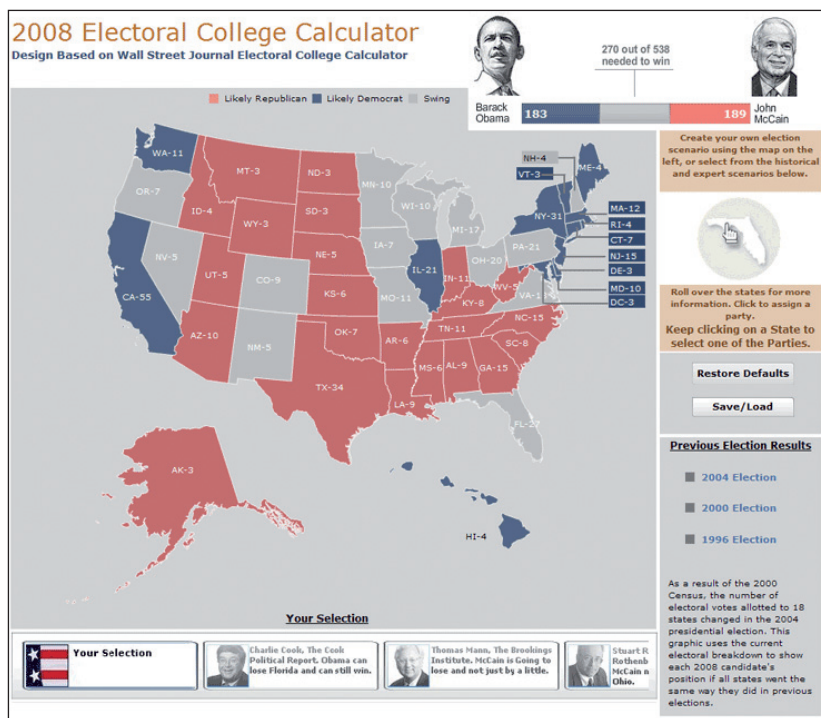 2008 Electoral College Calculator
Design Based on Wall Street Journal Electoral College Calculator
270 out of 538
needed to win
Barack
Obama
183
189
John
McCain
Likely Republican
Likely Democrat
Swing
WA-11
OR-7
CA-55
NV-5
ID-4
MT-3
WY-3
UT-5
AZ-10
CO-9
NM-5
ND-3
SD-3
NE-5
KS-6
OK-7
TX-34
MN-10
IA-7
MO-11
AR-6
LA-9
WI-10
IL-21
MI-17
IN-11
OH-20
KY-8
TN-11
MS-6
AL-9
GA-15
FL-27
SC-8
NC-15
VA-1
WV-5
PA-21
NY-31
VT-3
NH-4
ME-4
MA-12
RI-4
CT-7
NJ-15
DE-3
MD-10
DC-3
AK-3
HI-4
Create your own election
scenario using the map on the
left, or select from the historical
and expert scenarios below.
Roll over the states for more
information. Click to assign a
party.
Keep clicking on a State to
select one of the Parties.
Restore Defaults
Save/Load
Previous Election Results
2004 Election
2000 Election
1996 Election
As a result of the 2000
Census, the number of
electoral votes allotted to 18
states changed in the 2004
presidential election. This
graphic uses the current
electoral breakdown to show
each 2008 candidate's
position if all states went the
same way they did in previous
elections.
Your Selection
Your Selection
Charlie Cook, The Cook
Political Report. Obama can
lose Florida and can still win.
Thomas Mann, The Brookings
Institute. McCain is Going to
lose and not just by a little.
Stuart R
Rothenb
McCain n
Ohio.